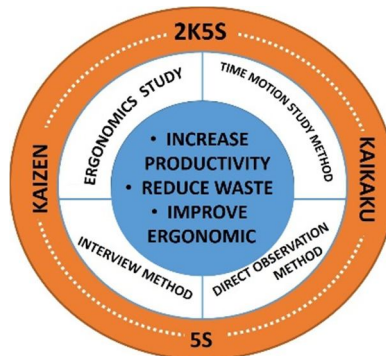 2K5S
ERGONOMICS STUDY
TIME MOTION STUDY METHOD
KAIZEN
KAIKAKU
• INCREASE
PRODUCTIVITY
• REDUCE WASTE
• IMPROVE
ERGONOMIC
INTERVIEW METHOD
DIRECT OBSERVATION
METHOD
5S